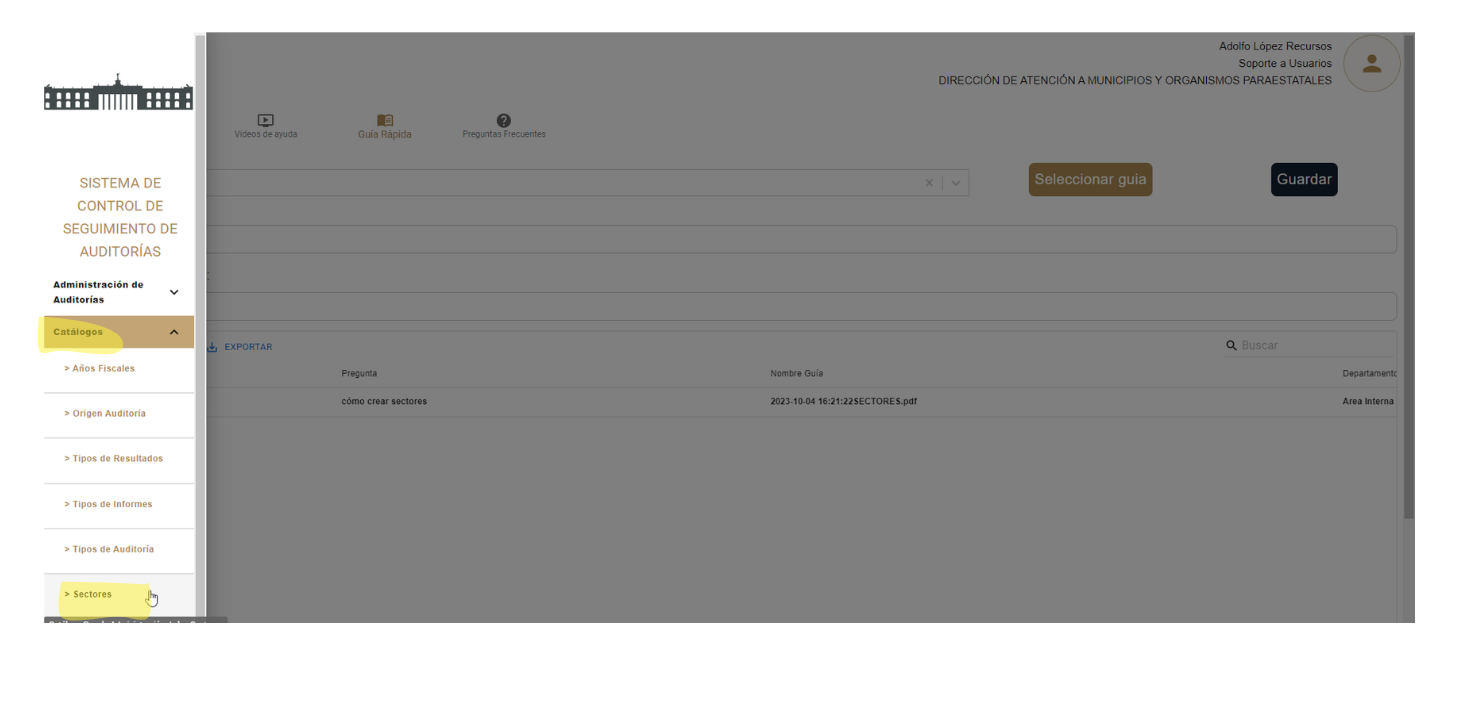 Adolfo López Recursos
Soporte a Usuarios
DIRECCIÓN DE ATENCIÓN A MUNICIPIOS Y ORGANISMOS PARAESTATALES
Videos de ayuda
Guía Rápida
Preguntas Frecuentes
SISTEMA DE
CONTROL DE
SEGUIMIENTO DE
AUDITORÍAS
Seleccionar guia
Guardar
Administración de
Auditorías
Catálogos
> Años Fiscales
> Origen Auditoría
> Tipos de Resultados
> Tipos de Informes
> Tipos de Auditoría
> Sectores
EXPORTAR
Buscar
Pregunta
Nombre Guía
Departamento
cómo crear sectores
2023-10-04 16:21:22SECTORES.pdf
Area Interna